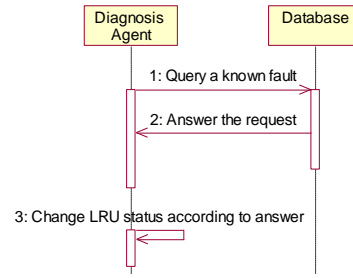 Diagnosis
Agent
Database
1: Query a known fault
2: Answer the request
3: Change LRU status according to answer